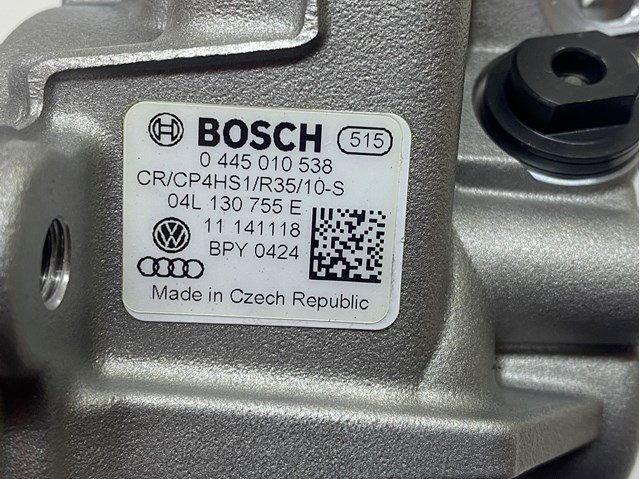 BOSCH 515
0 445 010 538
CR/CP4HS1/R35/10-S
04L 130 755 E
11 141118
BPY 0424
Made in Czech Republic